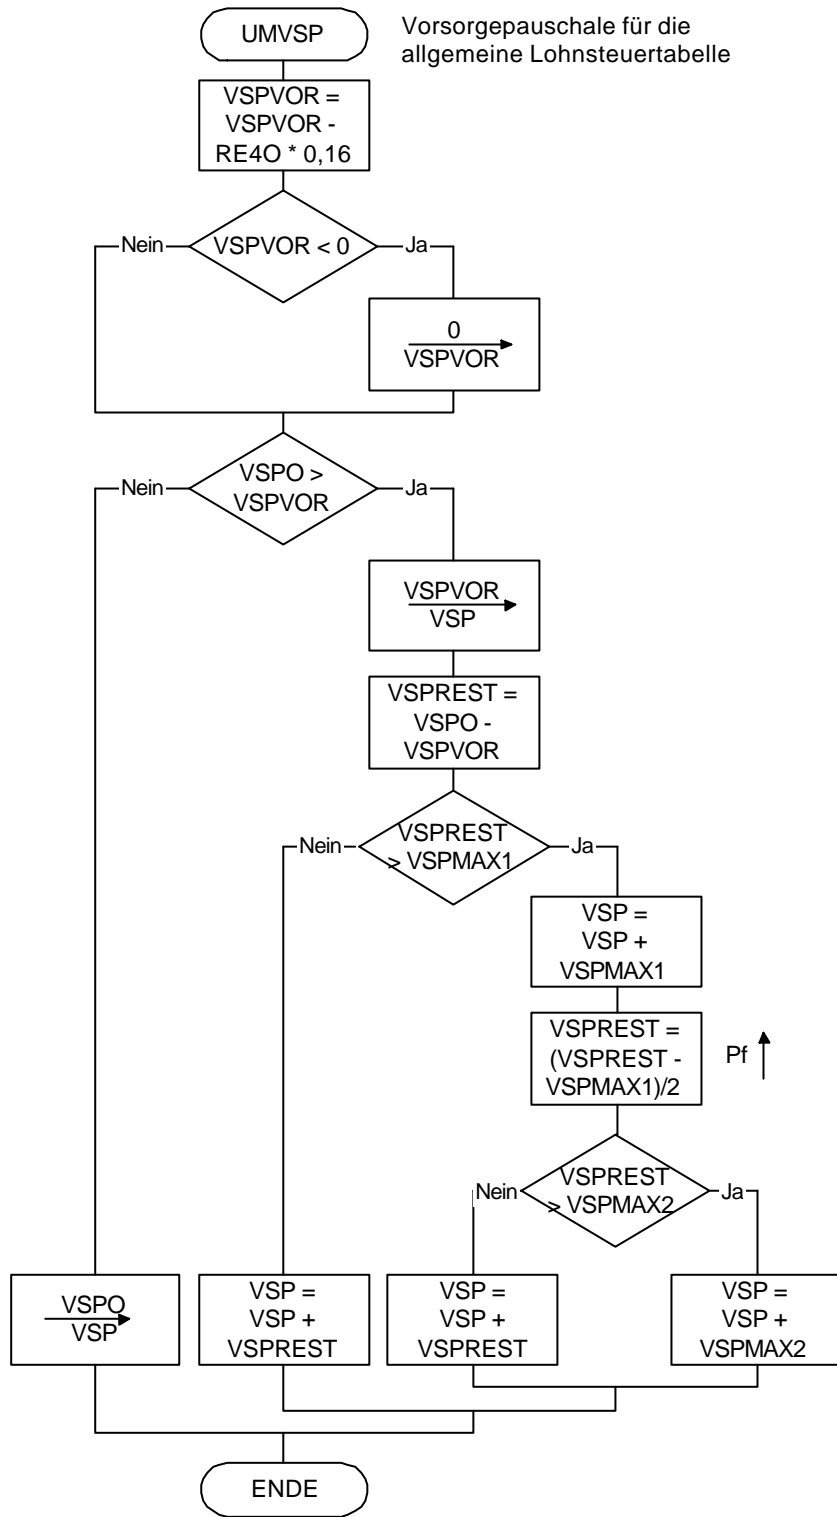 UMVSP
Vorsorgepauschale für die
allgemeine Lohnsteuertabelle
VSPVOR =
VSPVOR -
RE4O * 0,16
Nein
VSPVOR < 0
Ja
0
VSPVOR
Nein
VSPO >
VSPVOR
Ja
VSPVOR
VSP
VSPREST =
VSPO -
VSPVOR
Nein
VSPREST
> VSPMAX1
Ja
VSP =
VSP +
VSPMAX1
VSPREST =
(VSPREST -
VSPMAX1)/2
Pf
Nein
VSPREST
> VSPMAX2
Ja
VSPO
VSP
VSP =
VSP +
VSPREST
VSP =
VSP +
VSPREST
VSP =
VSP +
VSPMAX2
ENDE